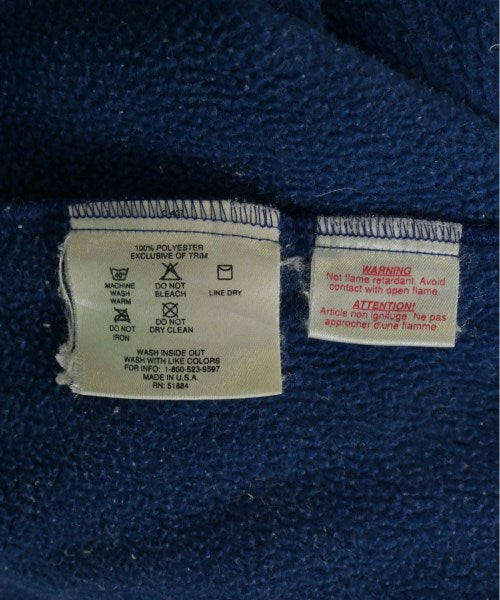 100% POLYESTER
EXCLUSIVE OF TRIM
40°
MACHINE WASH WARM
DO NOT BLEACH
LINE DRY
DO NOT IRON
DO NOT DRY CLEAN
WASH INSIDE OUT
WASH WITH LIKE COLORS
FOR INFO: 1-800-523-9597
MADE IN U.S.A.
RN: 51884
WARNING
Not flame retardant. Avoid
contact with open flame.
ATTENTION!
Article non ignifuge. Ne pas
approcher d'une flamme.